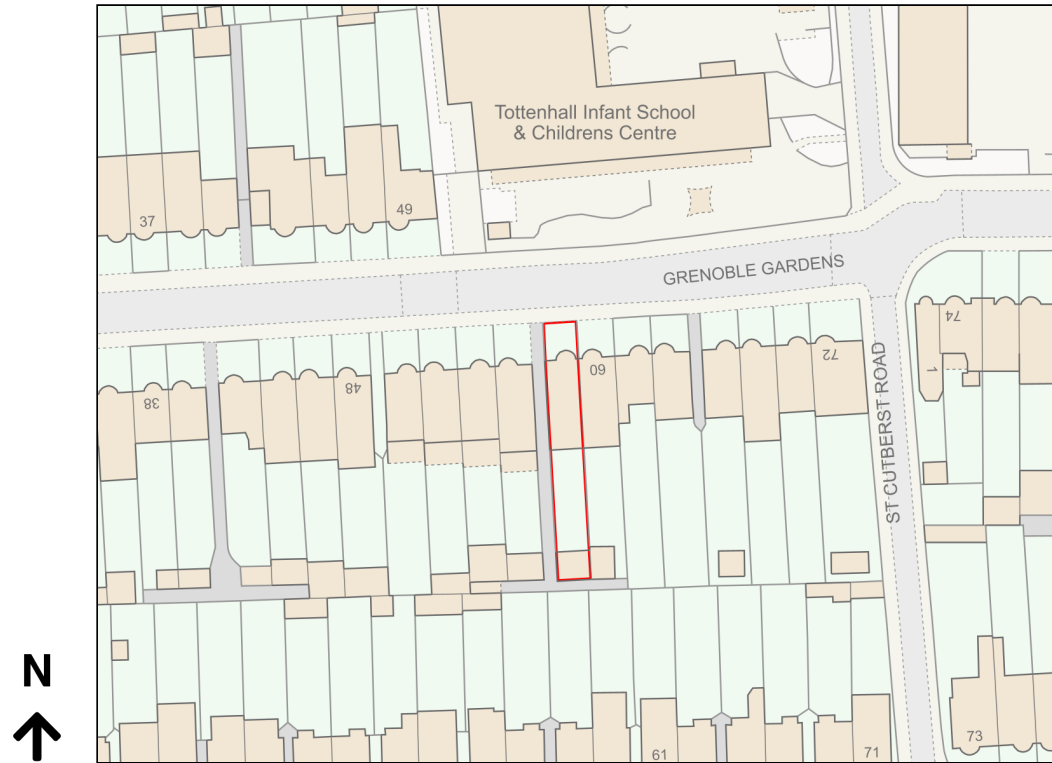 Tottenhall Infant School
& Childrens Centre
37
49
GRENOBLE GARDENS
74
60
72
1
48
38
ST CUTBERST ROAD
N
61
71
73